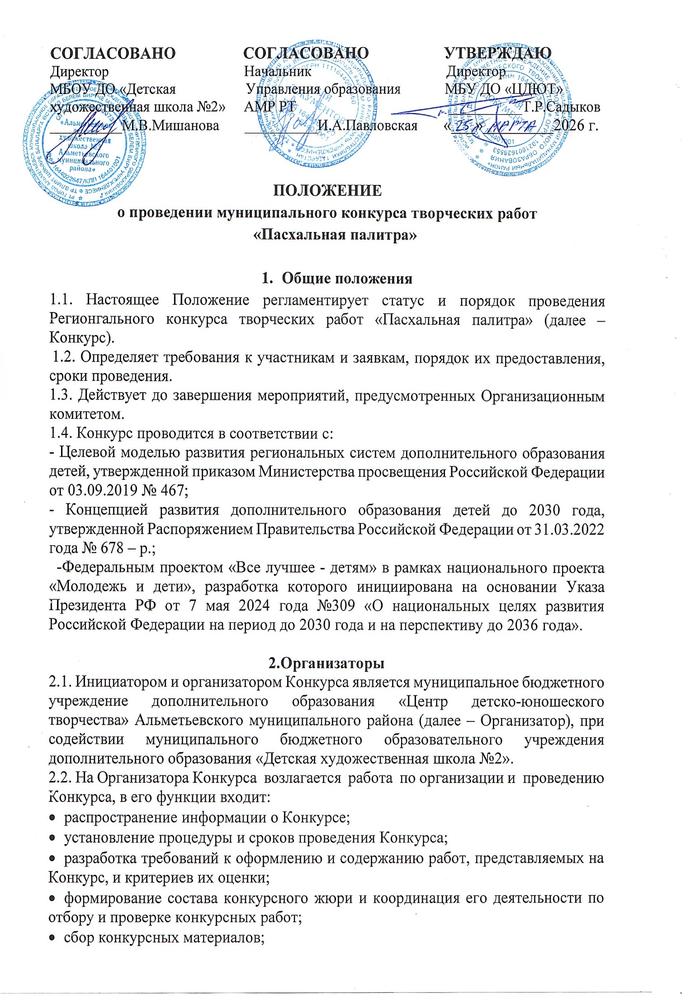 СОГЛАСОВАНО СОГЛАСОВАНО УТВЕРЖДАЮ
Директор Начальник Директор
МБОУ ДО «Детская Управления образования МБУ ДО «ЦДЮТ»
художественная школа №2» АМР РТ Т.Р.Садыков
М.В.Мишанова И.А.Павловская «25» марта 2026 г.
«Альметьевская
детская
художественная
школа №2
Альметьевского
муниципального
района»
ПОЛОЖЕНИЕ
о проведении муниципального конкурса творческих работ
«Пасхальная палитра»
1. Общие положения
1.1. Настоящее Положение регламентирует статус и порядок проведения
Регионгального конкурса творческих работ «Пасхальная палитра» (далее –
Конкурс).
1.2. Определяет требования к участникам и заявкам, порядок их предоставления,
сроки проведения.
1.3. Действует до завершения мероприятий, предусмотренных Организационным
комитетом.
1.4. Конкурс проводится в соответствии с:
- Целевой моделью развития региональных систем дополнительного образования
детей, утвержденной приказом Министерства просвещения Российской Федерации
от 03.09.2019 № 467;
- Концепцией развития дополнительного образования детей до 2030 года,
утвержденной Распоряжением Правительства Российской Федерации от 31.03.2022
года № 678 – р.;
-Федеральным проектом «Все лучшее - детям» в рамках национального проекта
«Молодежь и дети», разработка которого инициирована на основании Указа
Президента РФ от 7 мая 2024 года №309 «О национальных целях развития
Российской Федерации на период до 2030 года и на перспективу до 2036 года».
2.Организаторы
2.1. Инициатором и организатором Конкурса является муниципальное бюджетного
учреждение дополнительного образования «Центр детско-юношеского
творчества» Альметьевского муниципального района (далее – Организатор), при
содействии муниципального бюджетного образовательного учреждения
дополнительного образования «Детская художественная школа №2».
2.2. На Организатора Конкурса возлагается работа по организации и проведению
Конкурса, в его функции входит:
• распространение информации о Конкурсе;
• установление процедуры и сроков проведения Конкурса;
• разработка требований к оформлению и содержанию работ, представляемых на
Конкурс, и критериев их оценки;
• формирование состава конкурсного жюри и координация его деятельности по
отбору и проверке конкурсных работ;
• сбор конкурсных материалов;